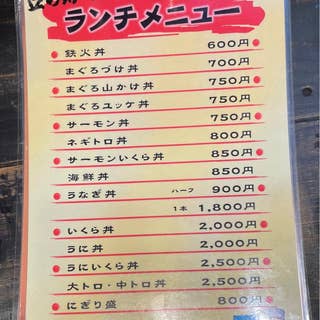 ランチメニュー
鉄火丼 600円
まぐろづけ丼 700円
まぐろ山かけ丼 750円
まぐろユッケ丼 750円
サーモン丼 750円
ネギトロ丼 800円
サーモンいくら丼 850円
海鮮丼 850円
うなぎ丼 ハーフ 900円
1本 1,800円
いくら丼 2,000円
うに丼 2,000円
うにいくら丼 2,500円
大トロ・中トロ丼 2,500円
にぎり盛 800円